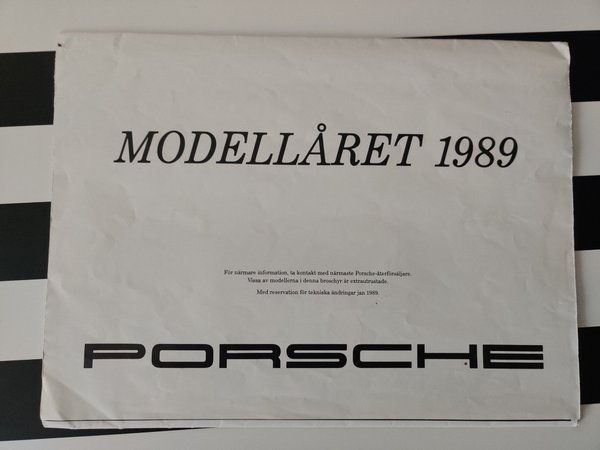 MODELLÅRET 1989
För närmare information, ta kontakt med närmaste Porsche-återförsäljare.
Vissa av modellerna i denna broschyr är extrautrustade.
Med reservation för tekniska ändringar jan 1989.
PORSCHE